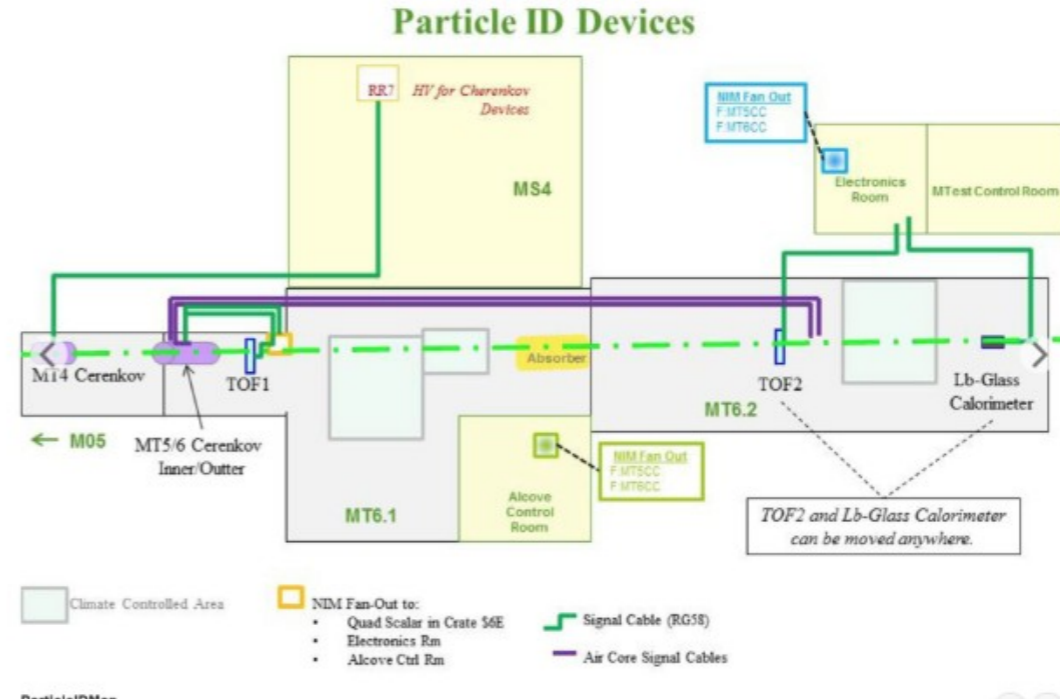 Particle ID Devices
RR7
HV for Cherenkov
Devices
MS4
NIM Fan Out
F:MT5CC
F:MT6CC
Electronics
Room
MTest Control Room
MT4 Cerenkov
TOF1
Absorber
TOF2
Lb-Glass
Calorimeter
MT6.2
M05
MT5/6 Cerenkov
Inner/Outter
NIM Fan Out
F:MT5CC
F:MT6CC
Alcove
Control
Room
MT6.1
TOF2 and Lb-Glass Calorimeter
can be moved anywhere.
Climate Controlled Area
NIM Fan-Out to:
• Quad Scalar in Crate $6E
• Electronics Rm
• Alcove Ctrl Rm
Signal Cable (RG58)
Air Core Signal Cables